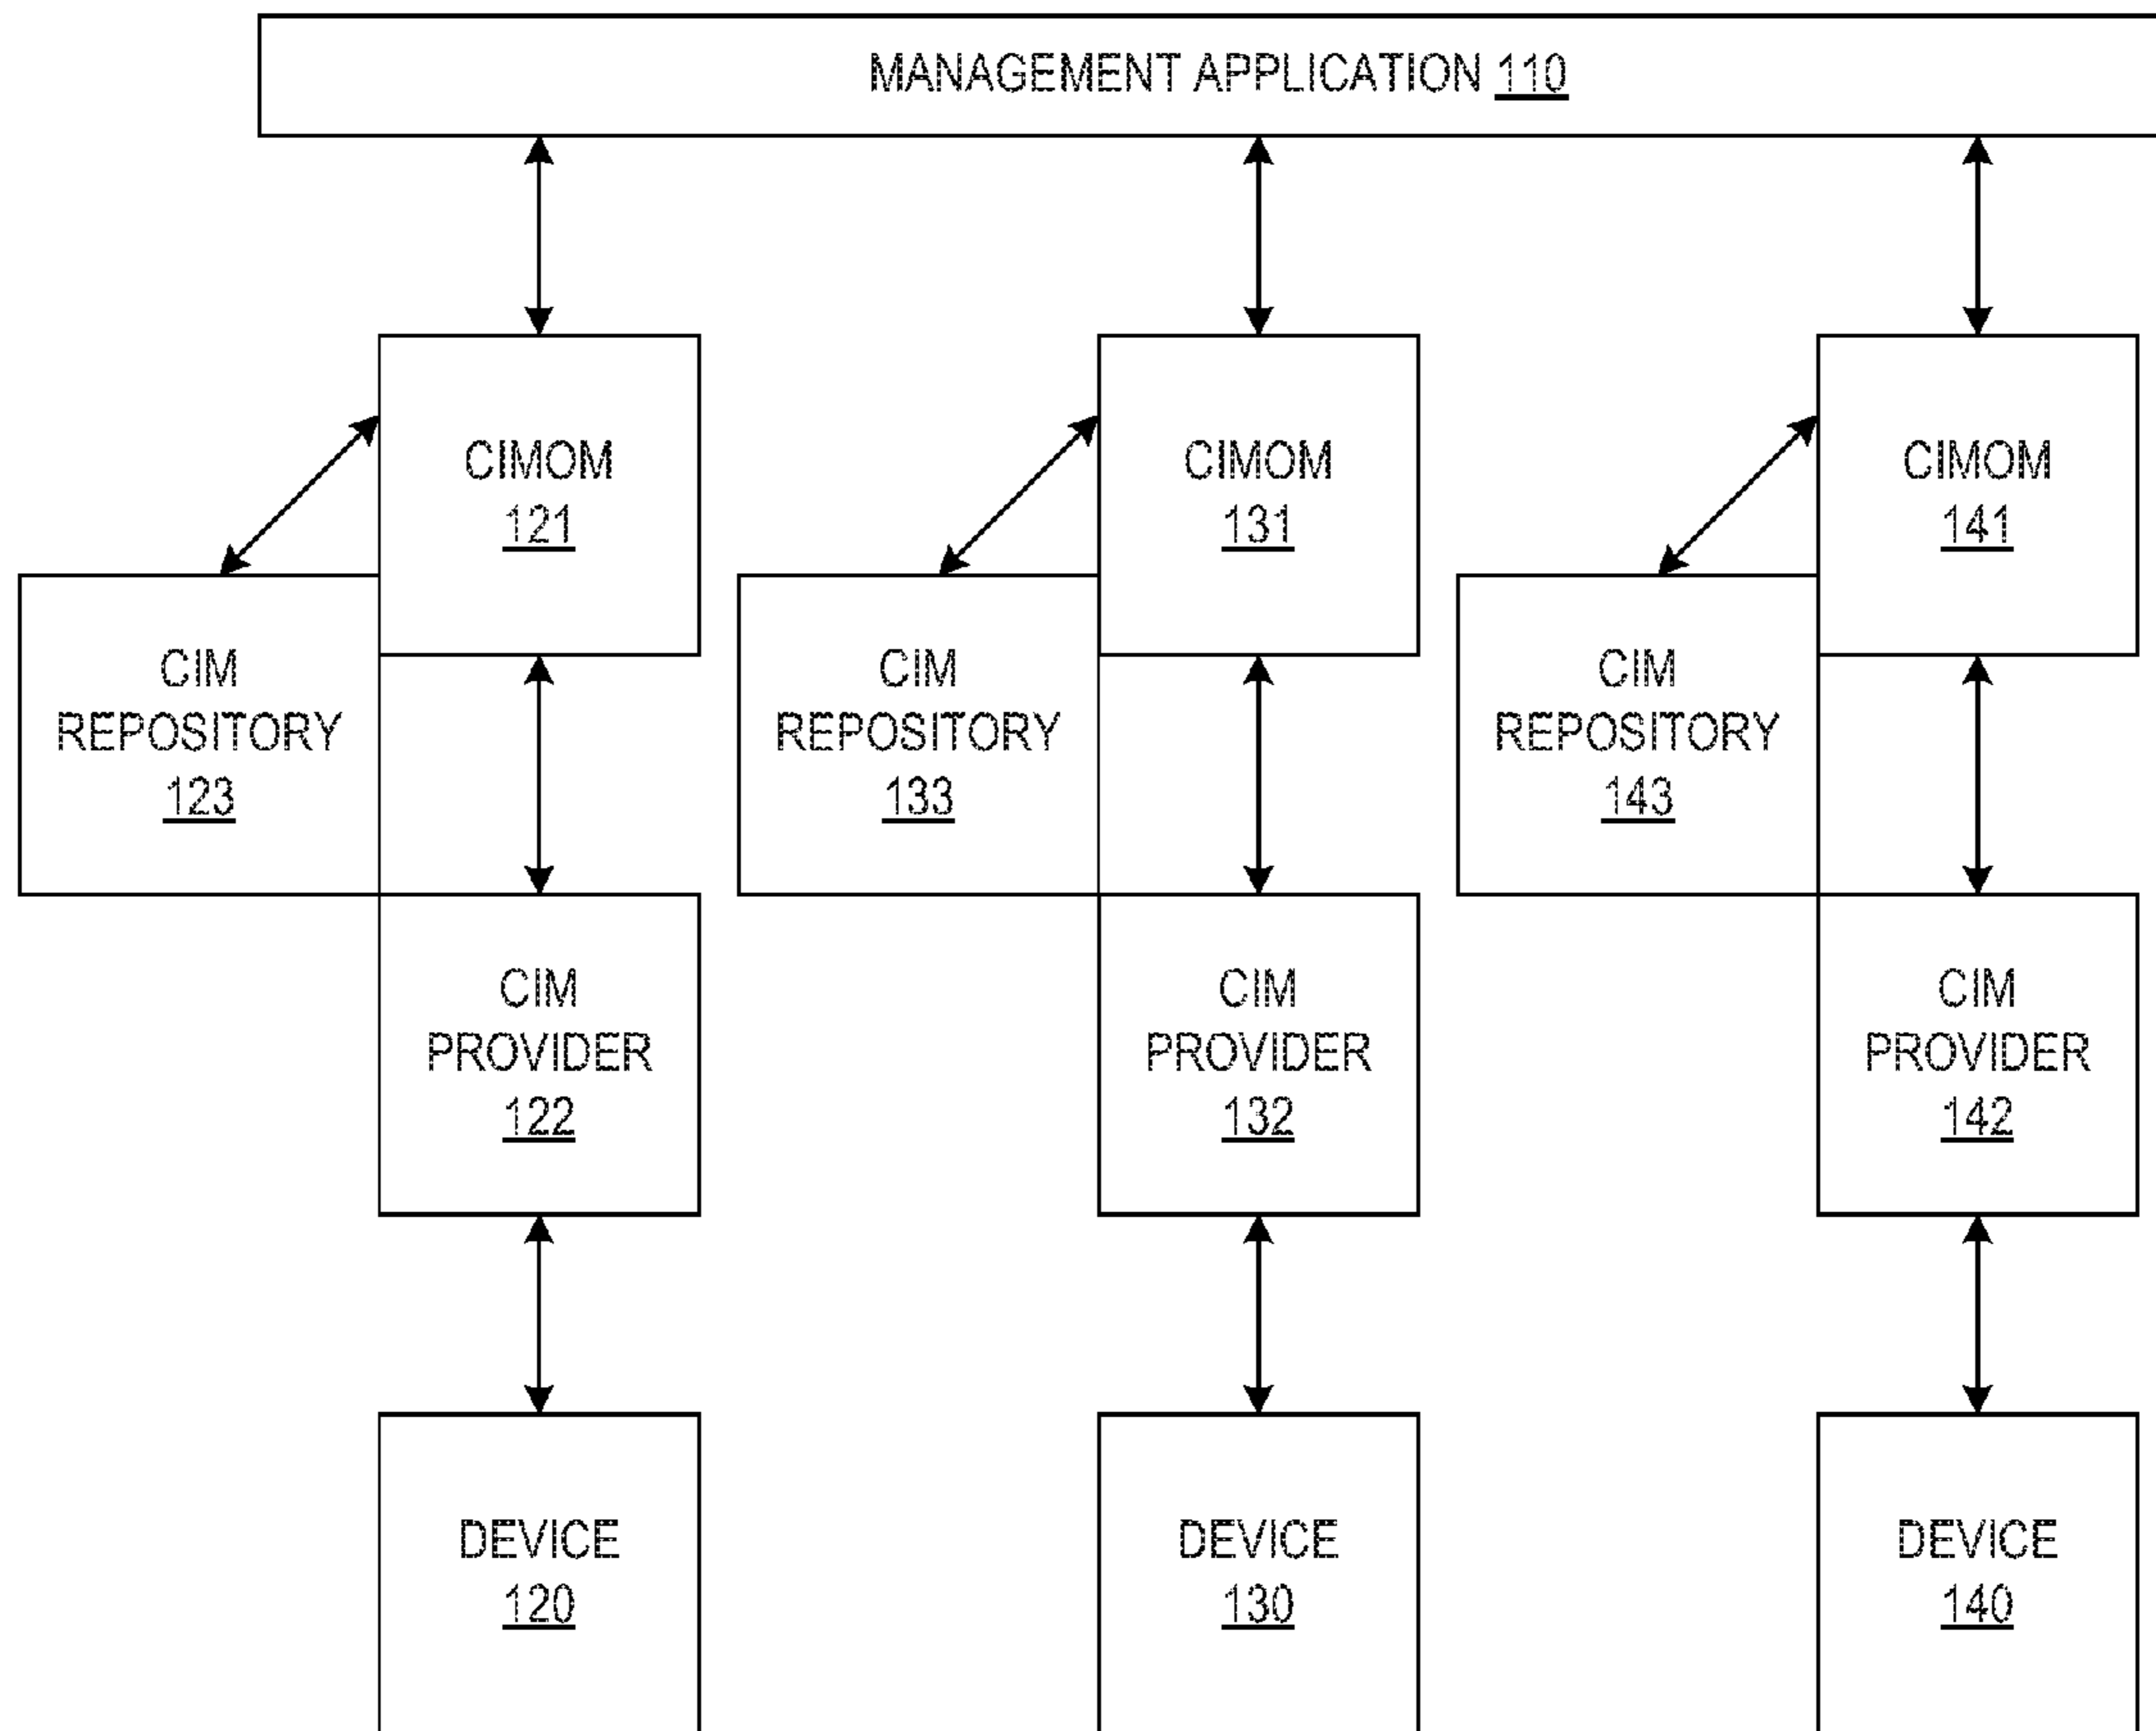 MANAGEMENT APPLICATION 110
CIMOM
121
CIMOM
131
CIMOM
141
CIM
REPOSITORY
123
CIM
REPOSITORY
133
CIM
REPOSITORY
143
CIM
PROVIDER
122
CIM
PROVIDER
132
CIM
PROVIDER
142
DEVICE
120
DEVICE
130
DEVICE
140